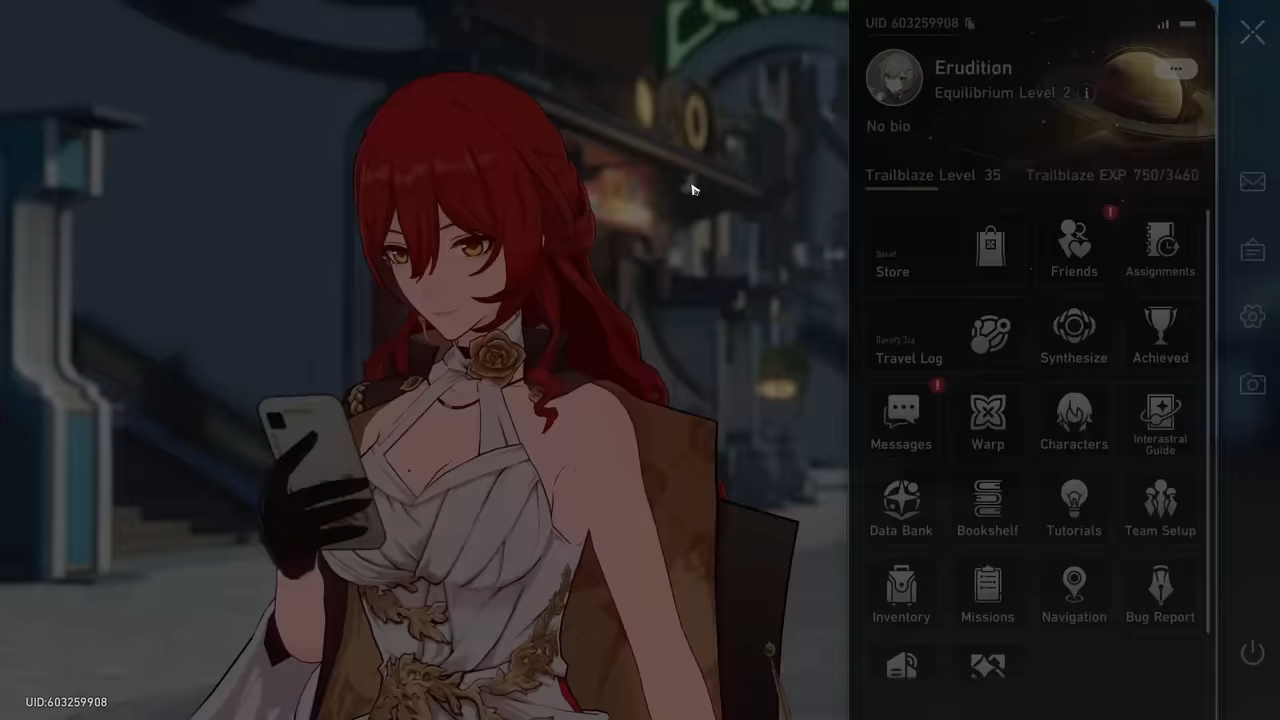 UID 603259908
Erudition
Equilibrium Level 2
No bio
Trailblaze Level 35
Trailblaze EXP 750/3460
Store
Friends
Assignments
Travel Log
Synthesize
Achieved
Messages
Warp
Characters
Interastral
Guide
Data Bank
Bookshelf
Tutorials
Team Setup
Inventory
Missions
Navigation
Bug Report
UID:603259908